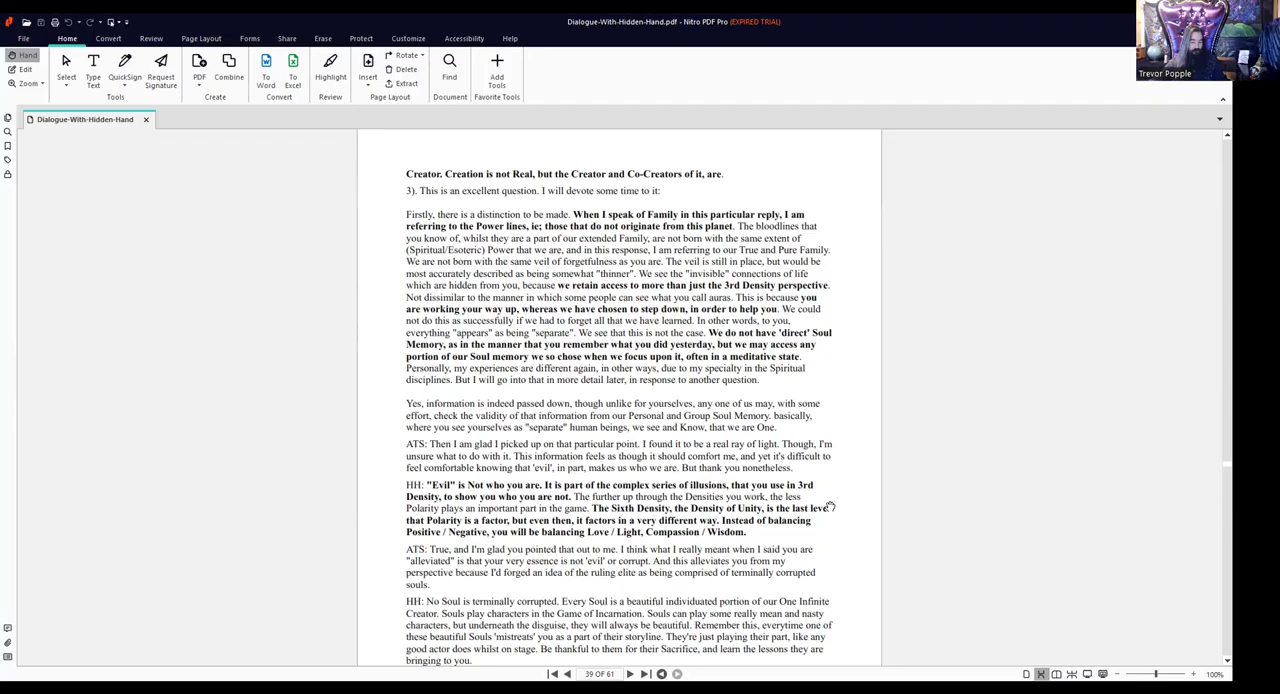 Dialogue-With-Hidden-Hand.pdf - Nitro PDF Pro (EXPIRED TRIAL)
File Home Convert Review Page Layout Forms Share Erase Protect Customize Accessibility Help
Hand
Edit
Zoom
Select
Type Text
QuickSign
Request Signature
Tools
PDF
Combine
Create
To Word
To Excel
Convert
Highlight
Review
Insert
Rotate
Delete
Extract
Page Layout
Find
Document
Add Tools
Favorite Tools
Trevor Popple
Dialogue-With-Hidden-Hand
Creator. Creation is not Real, but the Creator and Co-Creators of it, are.
3). This is an excellent question. I will devote some time to it:
Firstly, there is a distinction to be made. When I speak of Family in this particular reply, I am
referring to the Power lines, ie; those that do not originate from this planet. The bloodlines that
you know of, whilst they are a part of our extended Family, are not born with the same extent of
(Spiritual/Esoteric) Power that we are, and in this response, I am referring to our True and Pure Family.
We are not born with the same veil of forgetfulness as you are. The veil is still in place, but would be
most accurately described as being somewhat "thinner". We see the "invisible" connections of life
which are hidden from you, because we retain access to more than just the 3rd Density perspective.
Not dissimilar to the manner in which some people can see what you call auras. This is because you
are working your way up, whereas we have chosen to step down, in order to help you. We could
not do this as successfully if we had to forget all that we have learned. In other words, to you,
everything "appears" as being "separate". We see that this is not the case. We do not have 'direct' Soul
Memory, as in the manner that you remember what you did yesterday, but we may access any
portion of our Soul memory we so chose when we focus upon it, often in a meditative state.
Personally, my experiences are different again, in other ways, due to my specialty in the Spiritual
disciplines. But I will go into that in more detail later, in response to another question.
Yes, information is indeed passed down, though unlike for yourselves, any one of us may, with some
effort, check the validity of that information from our Personal and Group Soul Memory. basically,
where you see yourselves as "separate" human beings, we see and Know, that we are One.
ATS: Then I am glad I picked up on that particular point. I found it to be a real ray of light. Though, I'm
unsure what to do with it. This information feels as though it should comfort me, and yet it's difficult to
feel comfortable knowing that 'evil', in part, makes us who we are. But thank you nonetheless.
HH: "Evil" is Not who you are. It is part of the complex series of illusions, that you use in 3rd
Density, to show you who you are not. The further up through the Densities you work, the less
Polarity plays an important part in the game. The Sixth Density, the Density of Unity, is the last leve
that Polarity is a factor, but even then, it factors in a very different way. Instead of balancing
Positive / Negative, you will be balancing Love / Light, Compassion / Wisdom.
ATS: True, and I'm glad you pointed that out to me. I think what I really meant when I said you are
"alleviated" is that your very essence is not 'evil' or corrupt. And this alleviates you from my
perspective because I'd forged an idea of the ruling elite as being comprised of terminally corrupted
souls.
HH: No Soul is terminally corrupted. Every Soul is a beautiful individuated portion of our One Infinite
Creator. Souls play characters in the Game of Incarnation. Souls can play some really mean and nasty
characters, but underneath the disguise, they will always be beautiful. Remember this, everytime one of
these beautiful Souls 'mistreats' you as a part of their storyline. They're just playing their part, like any
good actor does whilst on stage. Be thankful to them for their Sacrifice, and learn the lessons they are
bringing to you.
39 OF 61
100%